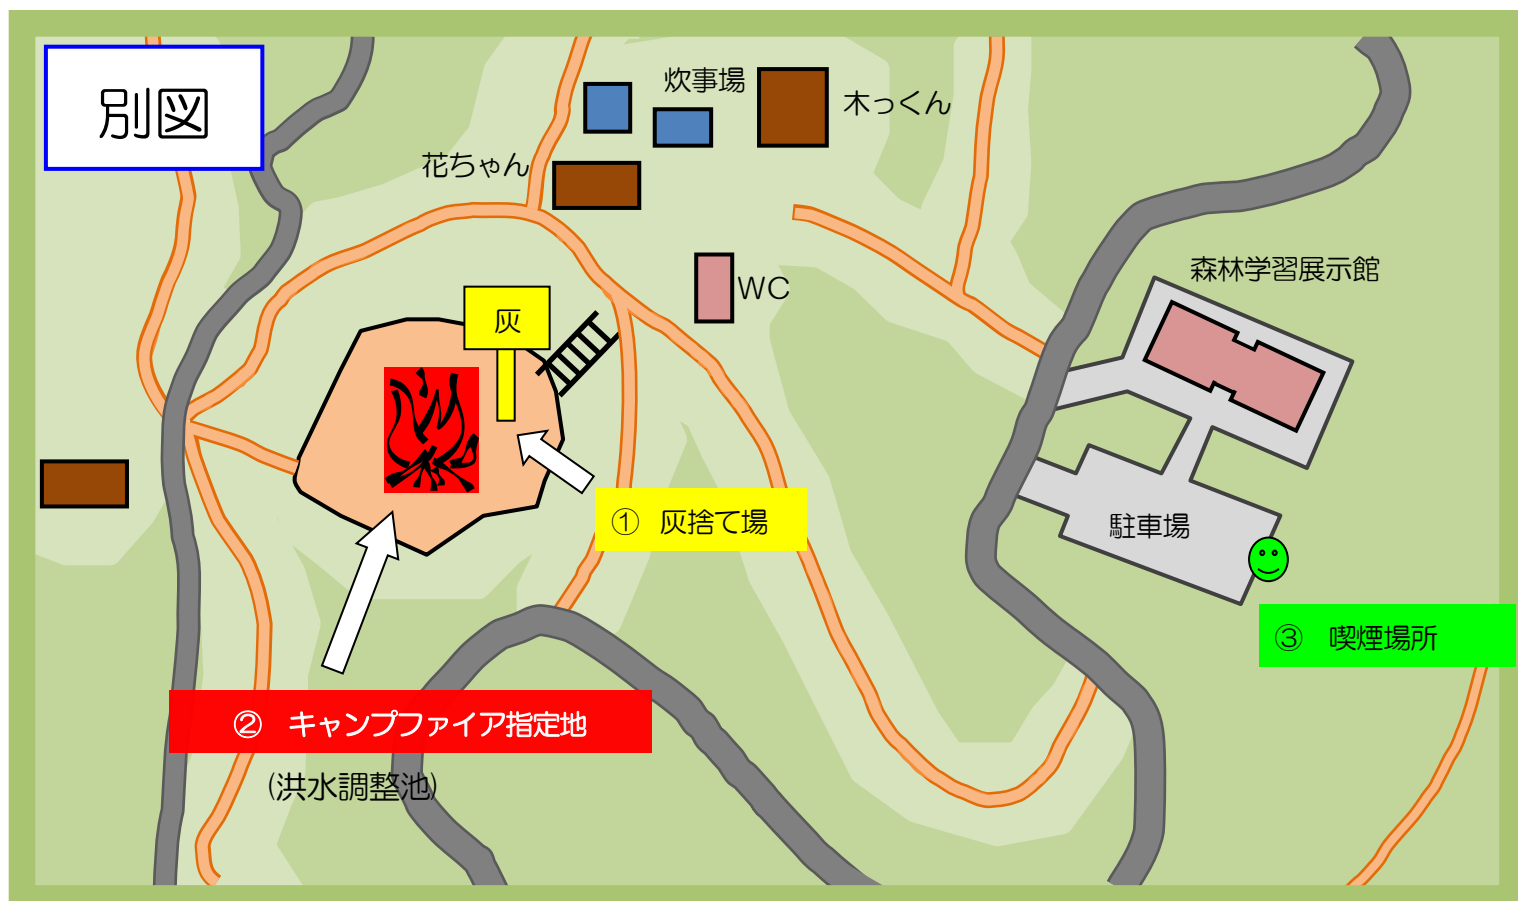 別図
炊事場
木っくん
花ちゃん
森林学習展示館
WC
灰
① 灰捨て場
駐車場
③ 喫煙場所
② キャンプファイア指定地
(洪水調整池)